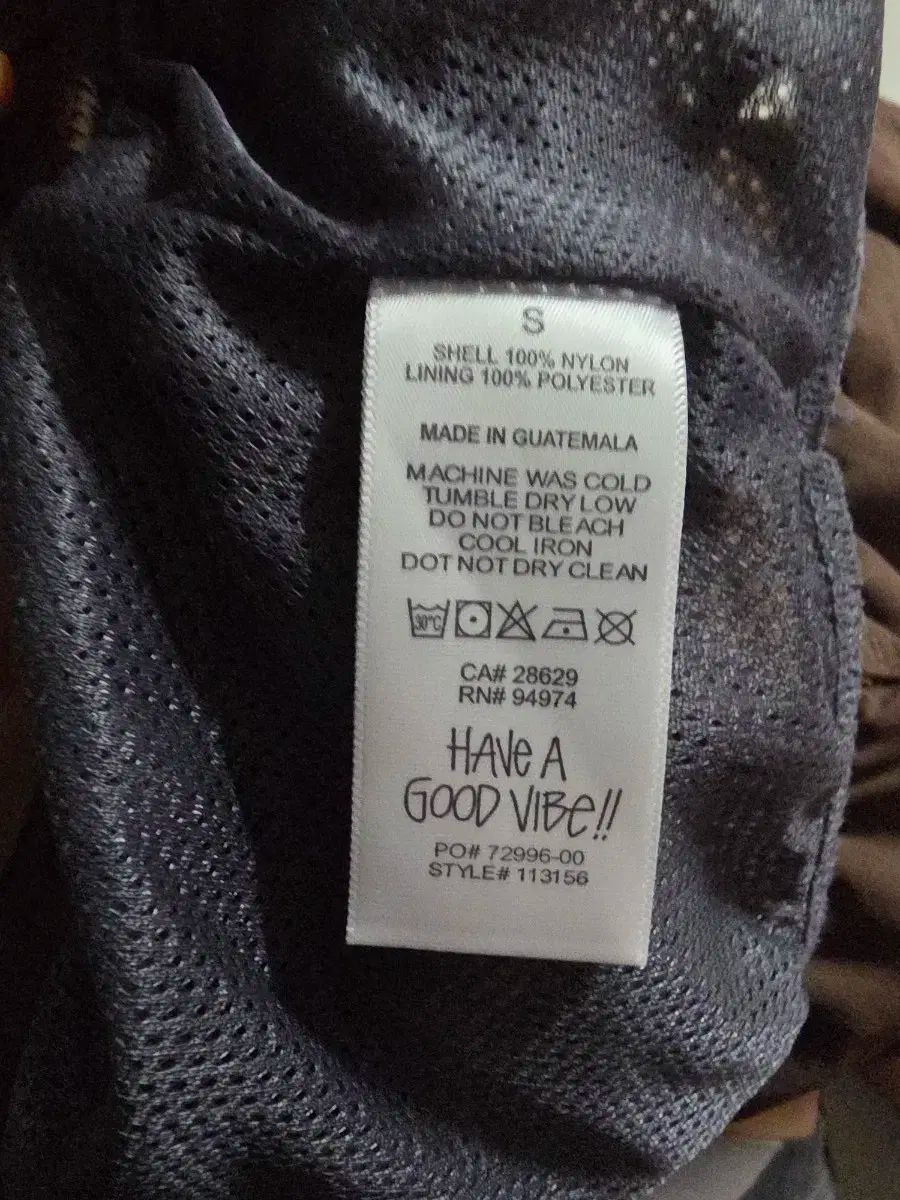 S
SHELL 100% NYLON
LINING 100% POLYESTER
MADE IN GUATEMALA
MACHINE WAS COLD
TUMBLE DRY LOW
DO NOT BLEACH
COOL IRON
DOT NOT DRY CLEAN
30°C
CA# 28629
RN# 94974
HAVE A
GOOD VIBE!!
PO# 72996-00
STYLE# 113156